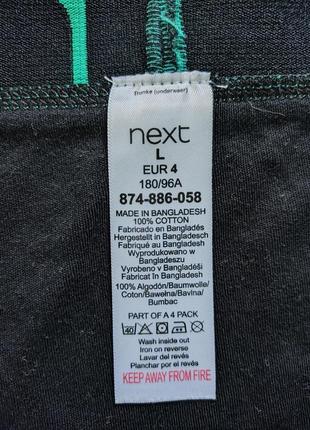 (underwear)
next
L
EUR 4
180/96A
874-886-058
MADE IN BANGLADESH
100% COTTON
Fabricado en Bangladés
Hergestellt in Bangladesh
Fabriqué au Bangladesh
Wyprodukowano w
Bangladeszu
Vyrobeno v Bangladéši
Fabricat în Bangladesh
100% Algodón/Baumwolle/
Coton/Bawełna/Bavlna/
Bumbac
PART OF A 4 PACK
40
Wash inside out
Iron on reverse
Lavar del revés
Planchar por el revés
KEEP AWAY FROM FIRE